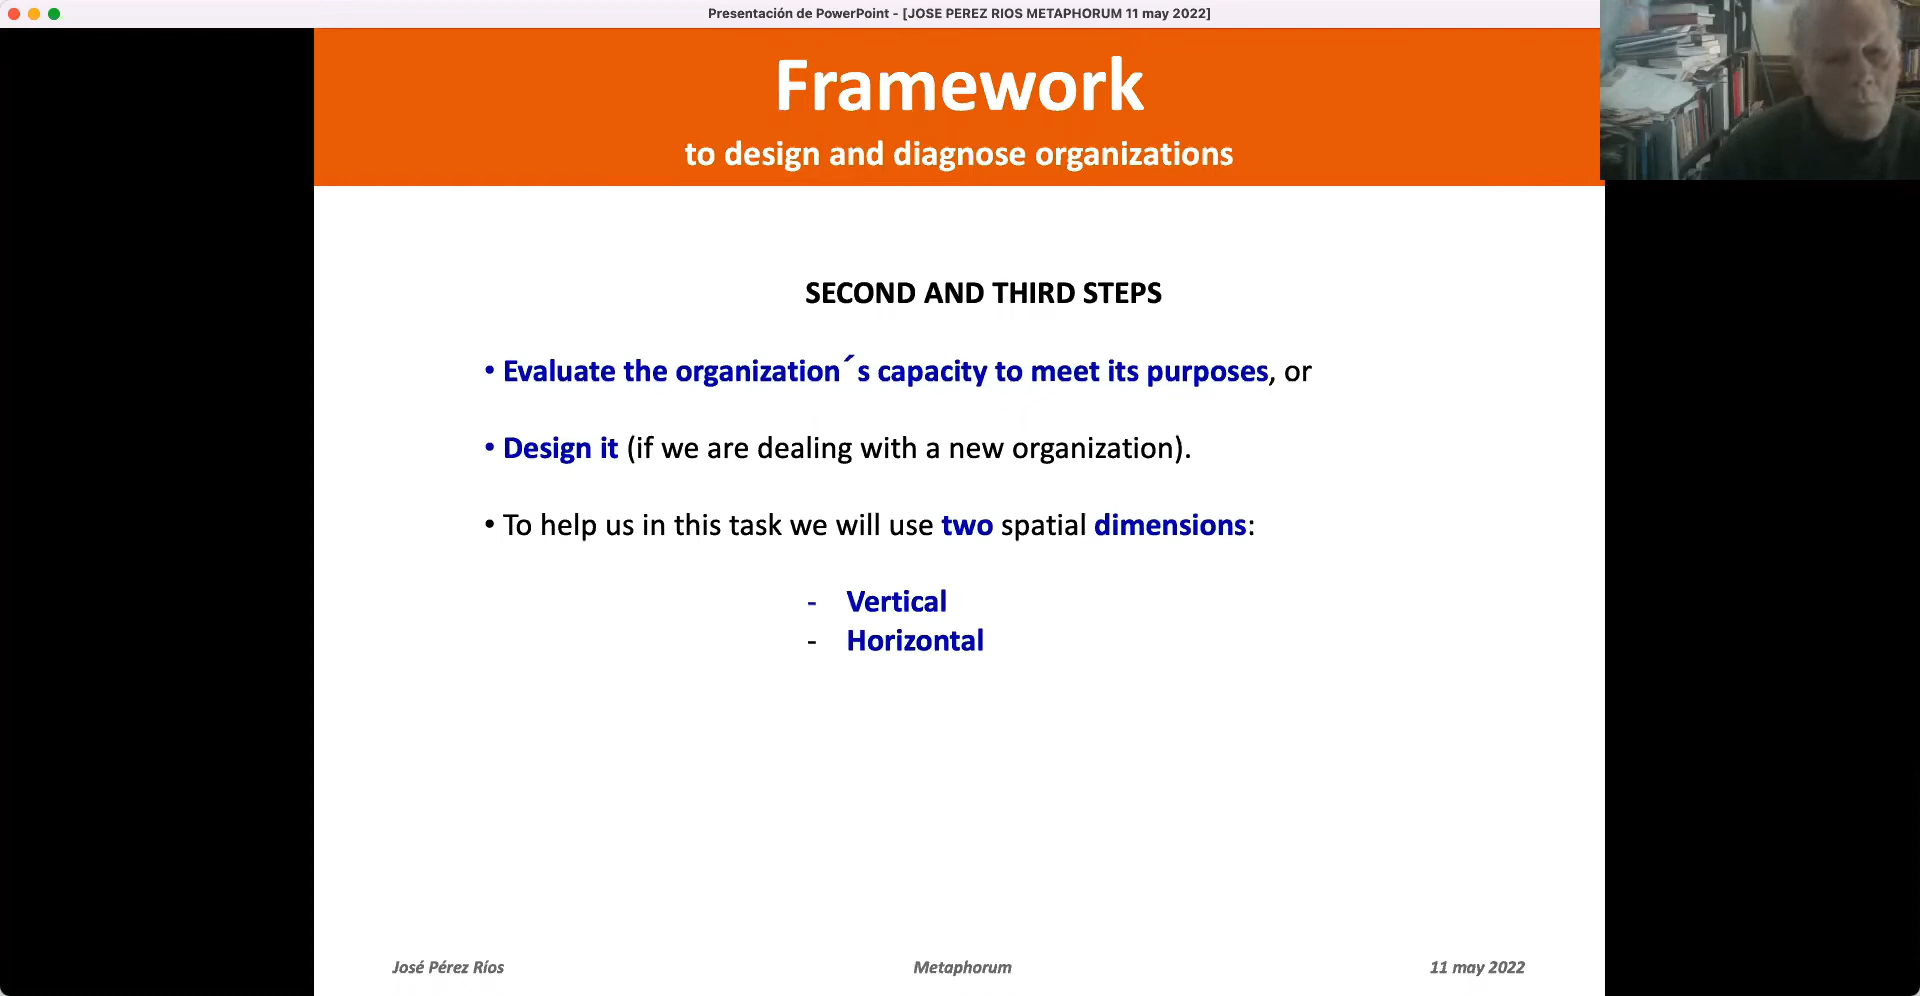 Presentación de PowerPoint - [JOSE PEREZ RIOS METAPHORUM 11 may 2022]
Framework
to design and diagnose organizations
SECOND AND THIRD STEPS
• Evaluate the organization´s capacity to meet its purposes, or
• Design it (if we are dealing with a new organization).
• To help us in this task we will use two spatial dimensions:
- Vertical
- Horizontal
José Pérez Ríos Metaphorum 11 may 2022